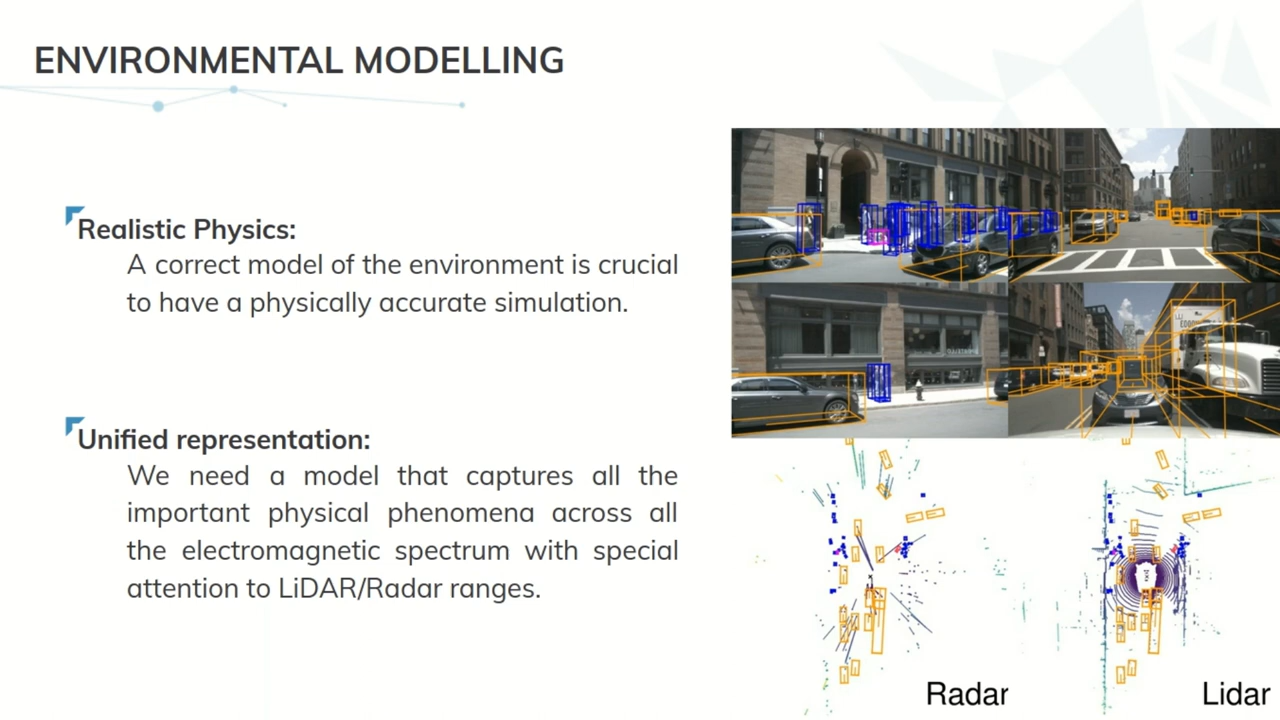 ENVIRONMENTAL MODELLING
Realistic Physics:
A correct model of the environment is crucial
to have a physically accurate simulation.
Unified representation:
We need a model that captures all the
important physical phenomena across all
the electromagnetic spectrum with special
attention to LiDAR/Radar ranges.
Radar
Lidar